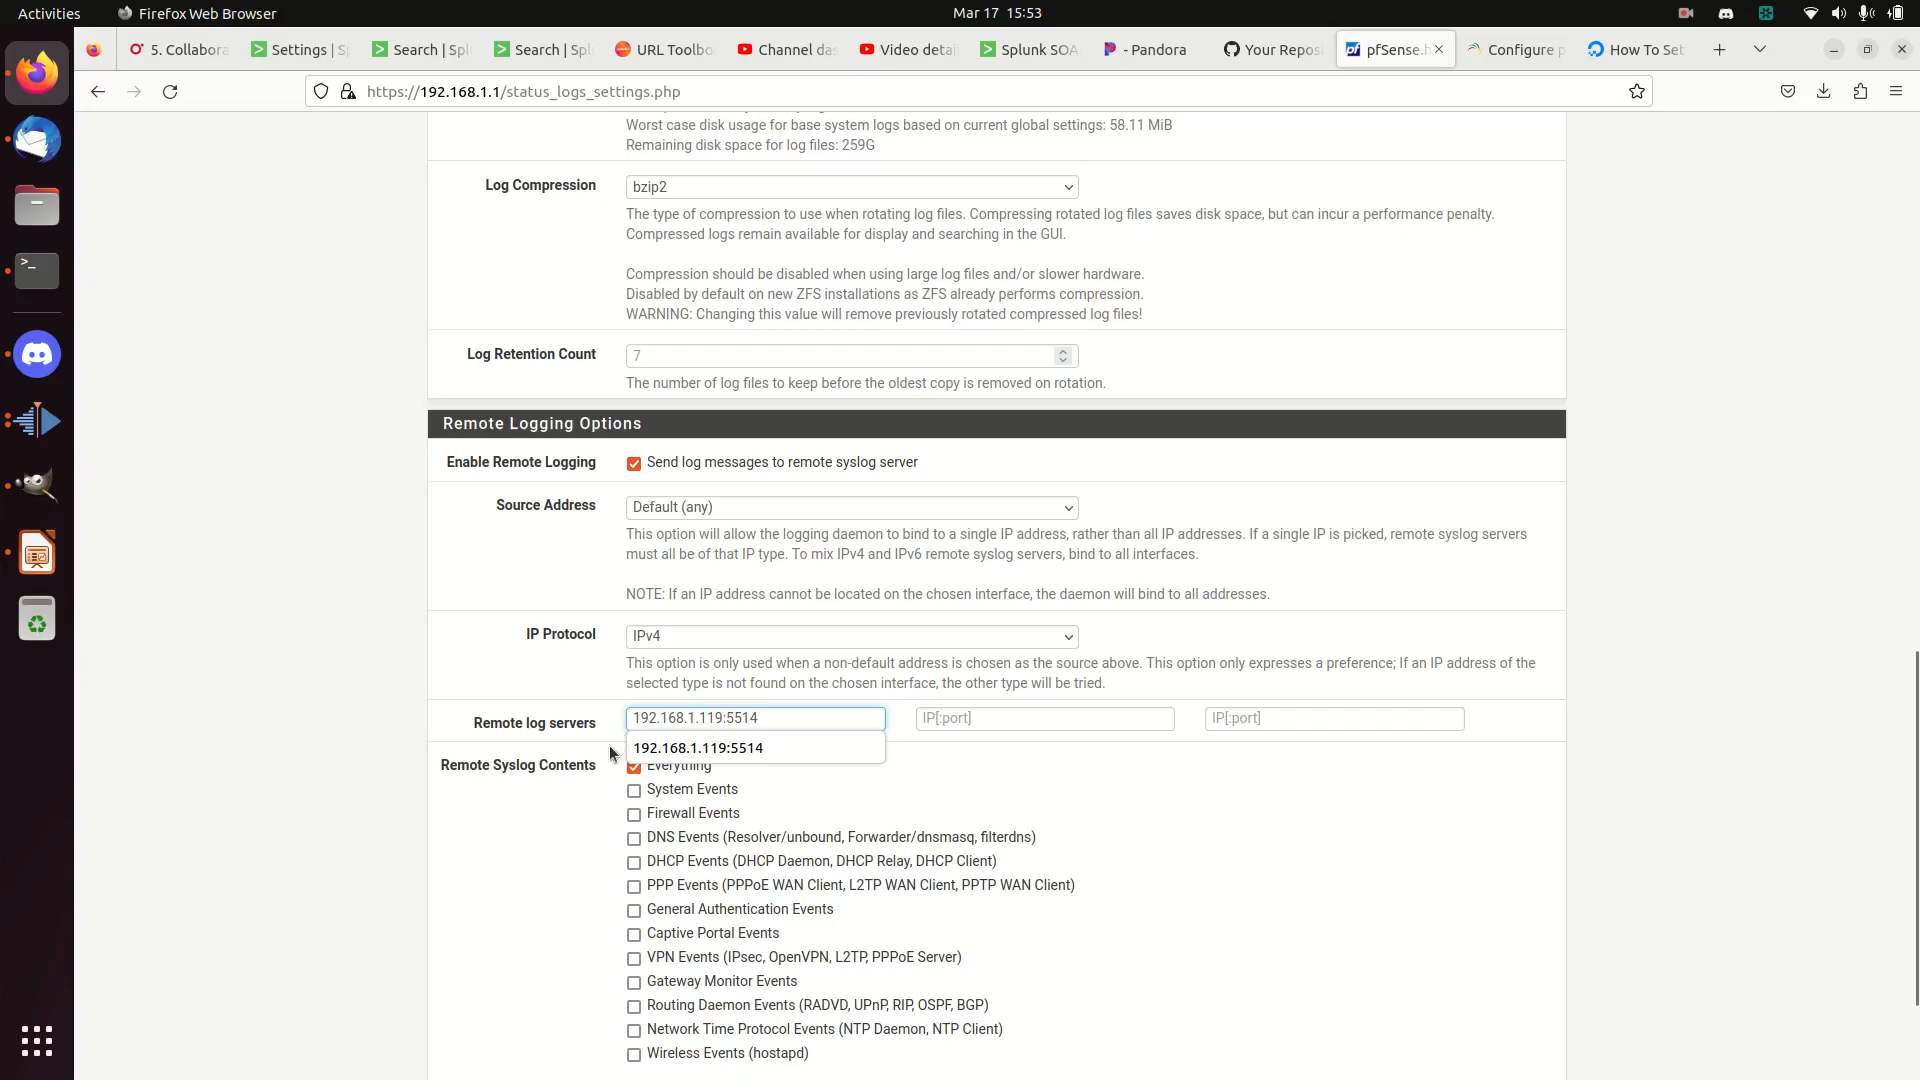 Activities
Firefox Web Browser
Mar 17 15:53
5. Collabora
Settings | S
Search | Spl
Search | Spl
URL Toolbo
Channel das
Video detai
Splunk SOA
- Pandora
Your Repos
pfSense.h
Configure p
How To Set
https://192.168.1.1/status_logs_settings.php
Worst case disk usage for base system logs based on current global settings: 58.11 MiB
Remaining disk space for log files: 259G
Log Compression
bzip2
The type of compression to use when rotating log files. Compressing rotated log files saves disk space, but can incur a performance penalty.
Compressed logs remain available for display and searching in the GUI.
Compression should be disabled when using large log files and/or slower hardware.
Disabled by default on new ZFS installations as ZFS already performs compression.
WARNING: Changing this value will remove previously rotated compressed log files!
Log Retention Count
7
The number of log files to keep before the oldest copy is removed on rotation.
Remote Logging Options
Enable Remote Logging
Send log messages to remote syslog server
Source Address
Default (any)
This option will allow the logging daemon to bind to a single IP address, rather than all IP addresses. If a single IP is picked, remote syslog servers
must all be of that IP type. To mix IPv4 and IPv6 remote syslog servers, bind to all interfaces.
NOTE: If an IP address cannot be located on the chosen interface, the daemon will bind to all addresses.
IP Protocol
IPv4
This option is only used when a non-default address is chosen as the source above. This option only expresses a preference; If an IP address of the
selected type is not found on the chosen interface, the other type will be tried.
Remote log servers
192.168.1.119:5514
IP[:port]
IP[:port]
192.168.1.119:5514
Remote Syslog Contents
Everything
System Events
Firewall Events
DNS Events (Resolver/unbound, Forwarder/dnsmasq, filterdns)
DHCP Events (DHCP Daemon, DHCP Relay, DHCP Client)
PPP Events (PPPoE WAN Client, L2TP WAN Client, PPTP WAN Client)
General Authentication Events
Captive Portal Events
VPN Events (IPsec, OpenVPN, L2TP, PPPoE Server)
Gateway Monitor Events
Routing Daemon Events (RADVD, UPnP, RIP, OSPF, BGP)
Network Time Protocol Events (NTP Daemon, NTP Client)
Wireless Events (hostapd)